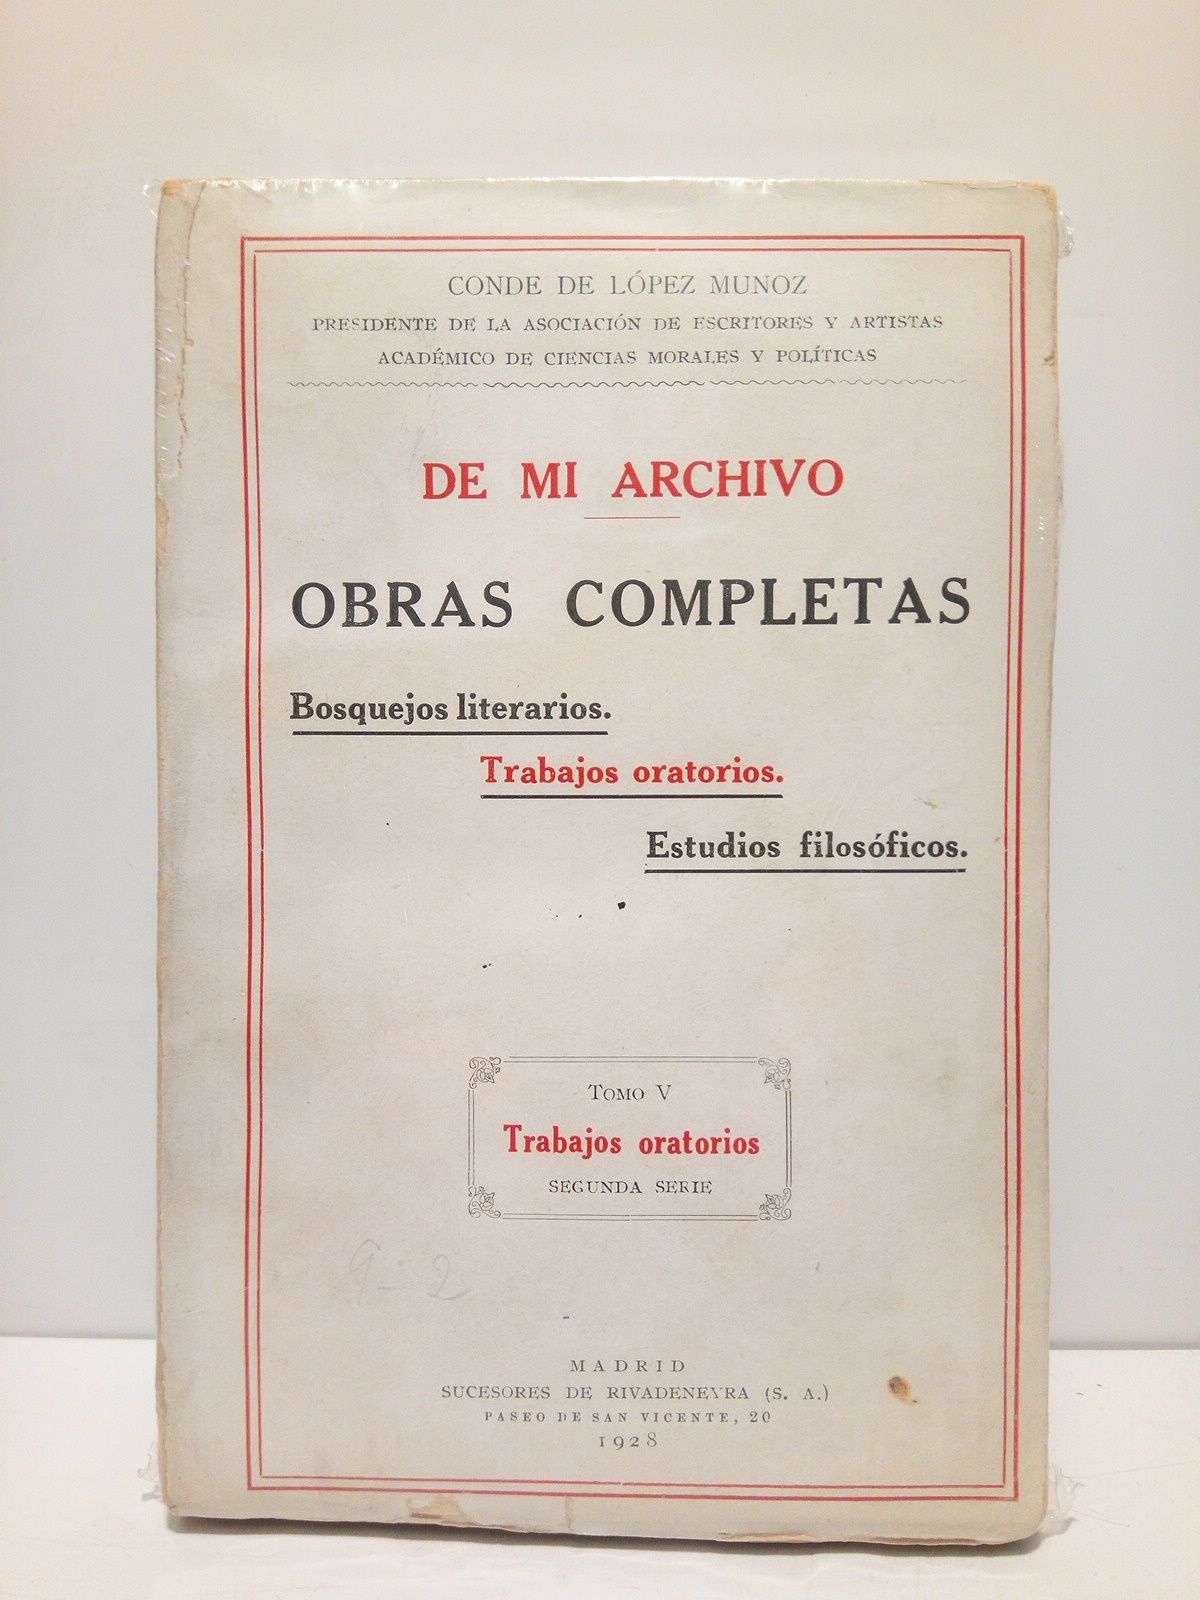 CONDE DE LÓPEZ MUNOZ
PRESIDENTE DE LA ASOCIACIÓN DE ESCRITORES Y ARTISTAS
ACADÉMICO DE CIENCIAS MORALES Y POLÍTICAS
DE MI ARCHIVO
OBRAS COMPLETAS
Bosquejos literarios.
Trabajos oratorios.
Estudios filosóficos.
TOMO V
Trabajos oratorios
SEGUNDA SERIE
9-2
MADRID
SUCESORES DE RIVADENEYRA (S. A.)
PASEO DE SAN VICENTE, 20
1928